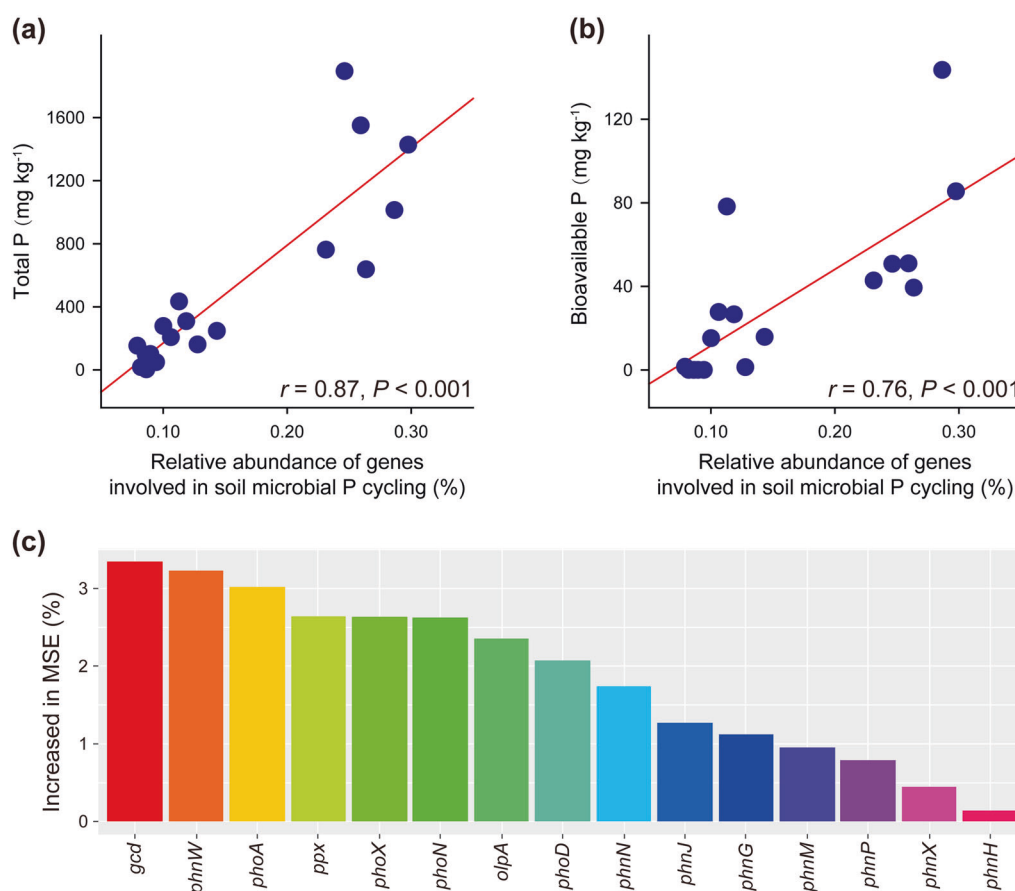 (a)
Total P (mg kg⁻¹)
1600
1200
800
400
0
r = 0.87, P < 0.001
0.10 0.20 0.30
Relative abundance of genes
involved in soil microbial P cycling (%)
(b)
Bioavailable P (mg kg⁻¹)
120
80
40
0
r = 0.76, P < 0.001
0.10 0.20 0.30
Relative abundance of genes
involved in soil microbial P cycling (%)
(c)
Increased in MSE (%)
3
2
1
0
gcd phnW phoA ppx phoX phoN olpA phoD phnN phnJ phnG phnM phnP phnX phnH